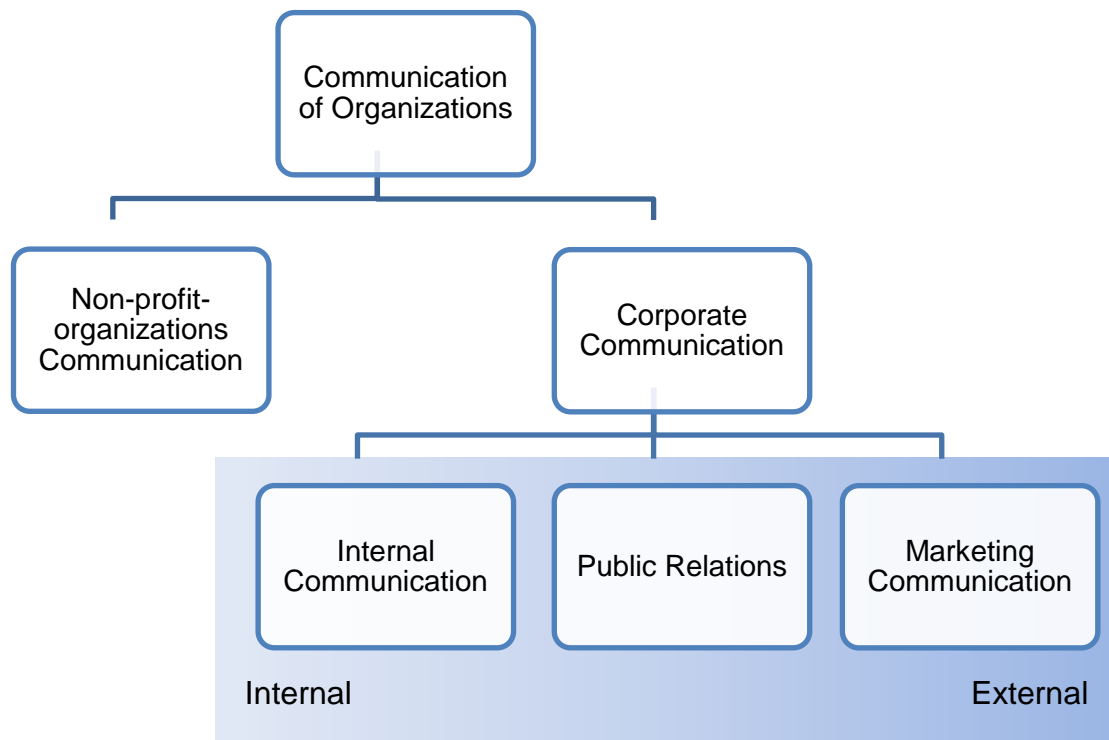 Communication
of Organizations
Non-profit-
organizations
Communication
Corporate
Communication
Internal
Communication
Public Relations
Marketing
Communication
Internal
External